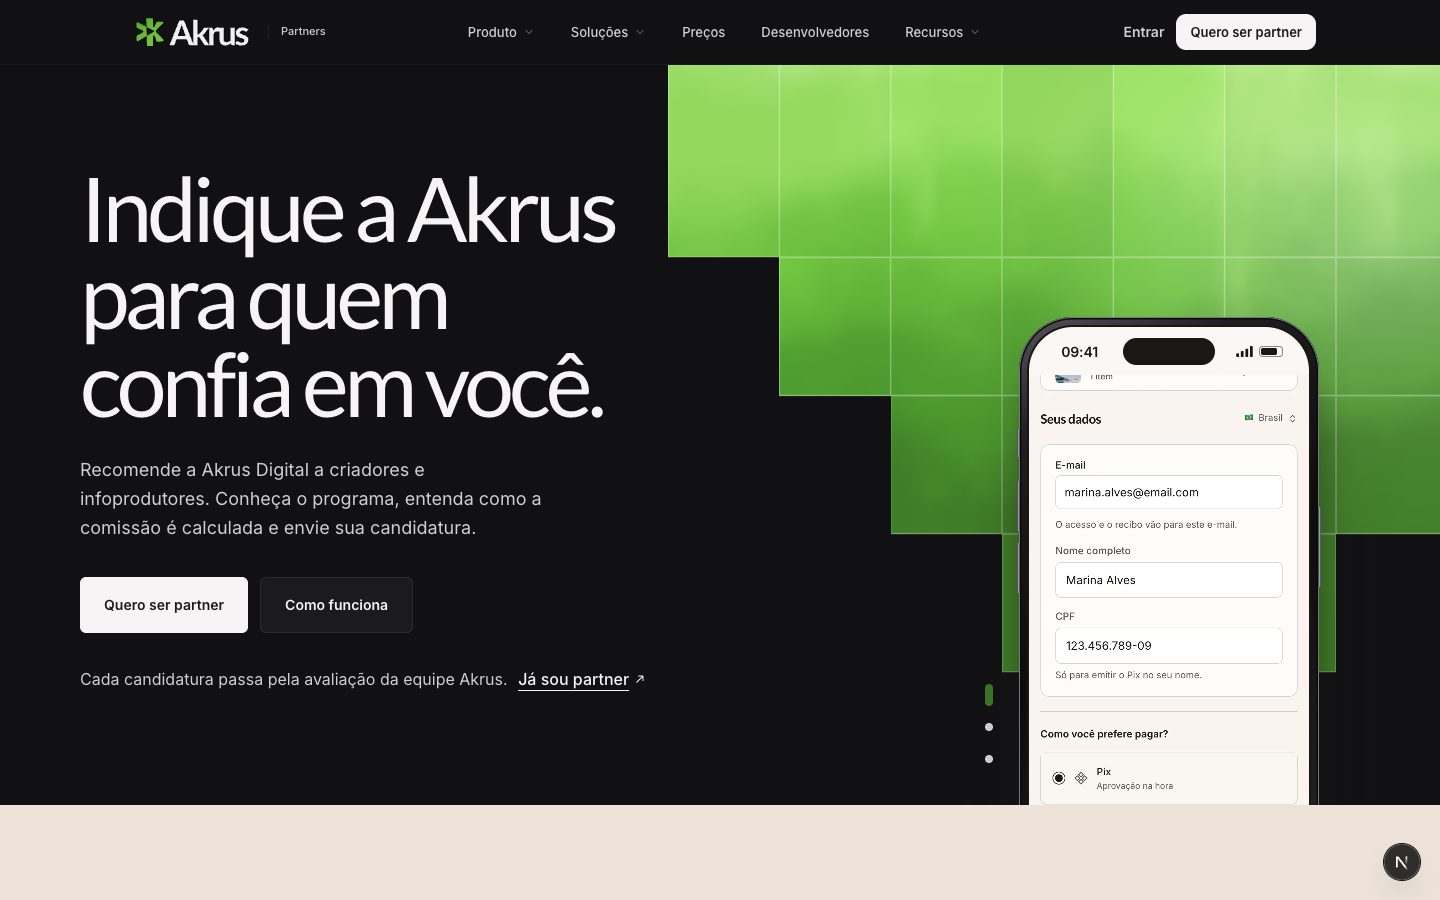 Akrus
Partners
Produto
Soluções
Preços
Desenvolvedores
Recursos
Entrar
Quero ser partner
Indique a Akrus
para quem
confia em você.
Recomende a Akrus Digital a criadores e
infoprodutores. Conheça o programa, entenda como a
comissão é calculada e envie sua candidatura.
Quero ser partner
Como funciona
Cada candidatura passa pela avaliação da equipe Akrus. Já sou partner ↗
09:41
1 item
Seus dados
Brasil
E-mail
marina.alves@email.com
O acesso e o recibo vão para este e-mail.
Nome completo
Marina Alves
CPF
123.456.789-09
Só para emitir o Pix no seu nome.
Como você prefere pagar?
Pix
Aprovação na hora
N